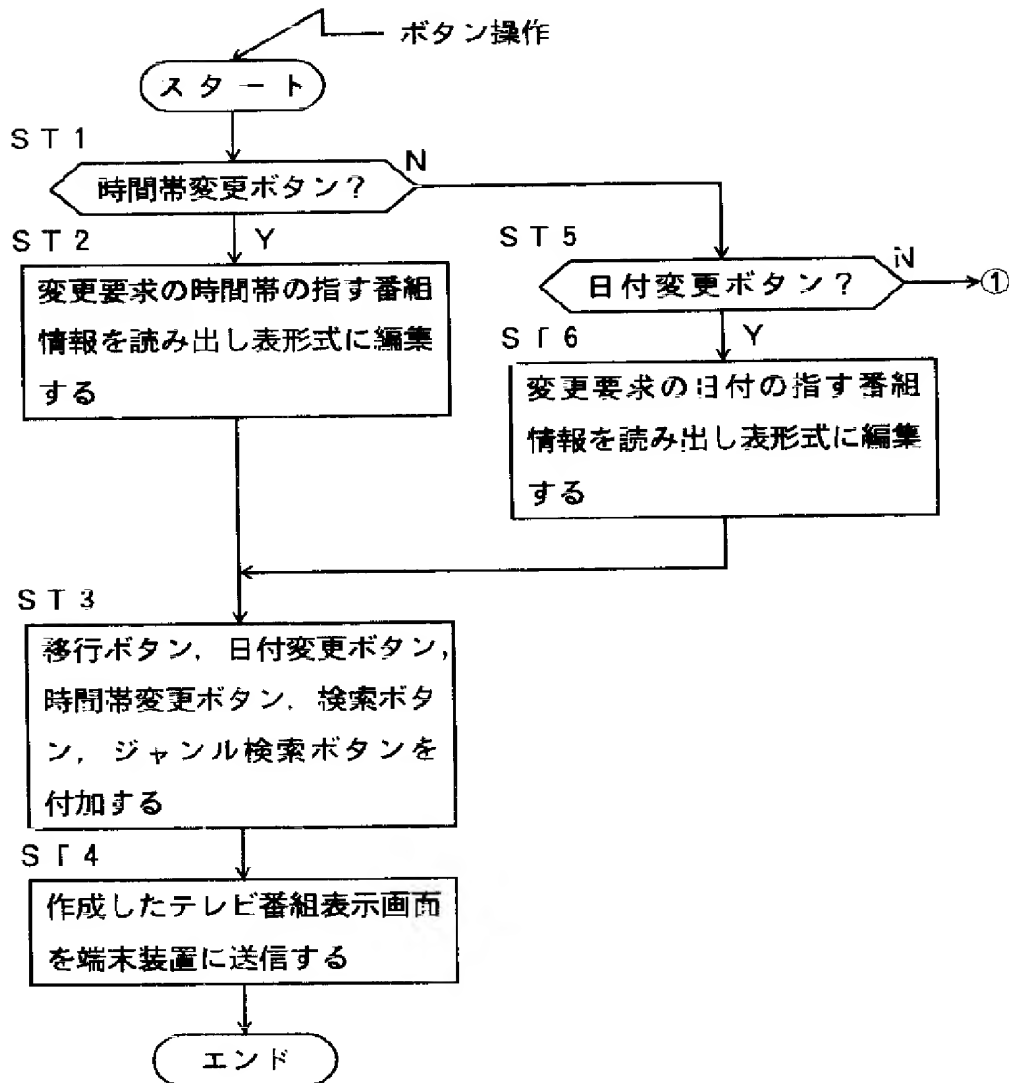 ボタン操作
スタート
ST1
時間帯変更ボタン？
N
ST2
Y
変更要求の時間帯の指す番組
情報を読み出し表形式に編集
する
ST5
日付変更ボタン？
N
①
ST6
Y
変更要求の日付の指す番組
情報を読み出し表形式に編集
する
ST3
移行ボタン，日付変更ボタン，
時間帯変更ボタン，検索ボタ
ン，ジャンル検索ボタンを
付加する
ST4
作成したテレビ番組表示画面
を端末装置に送信する
エンド